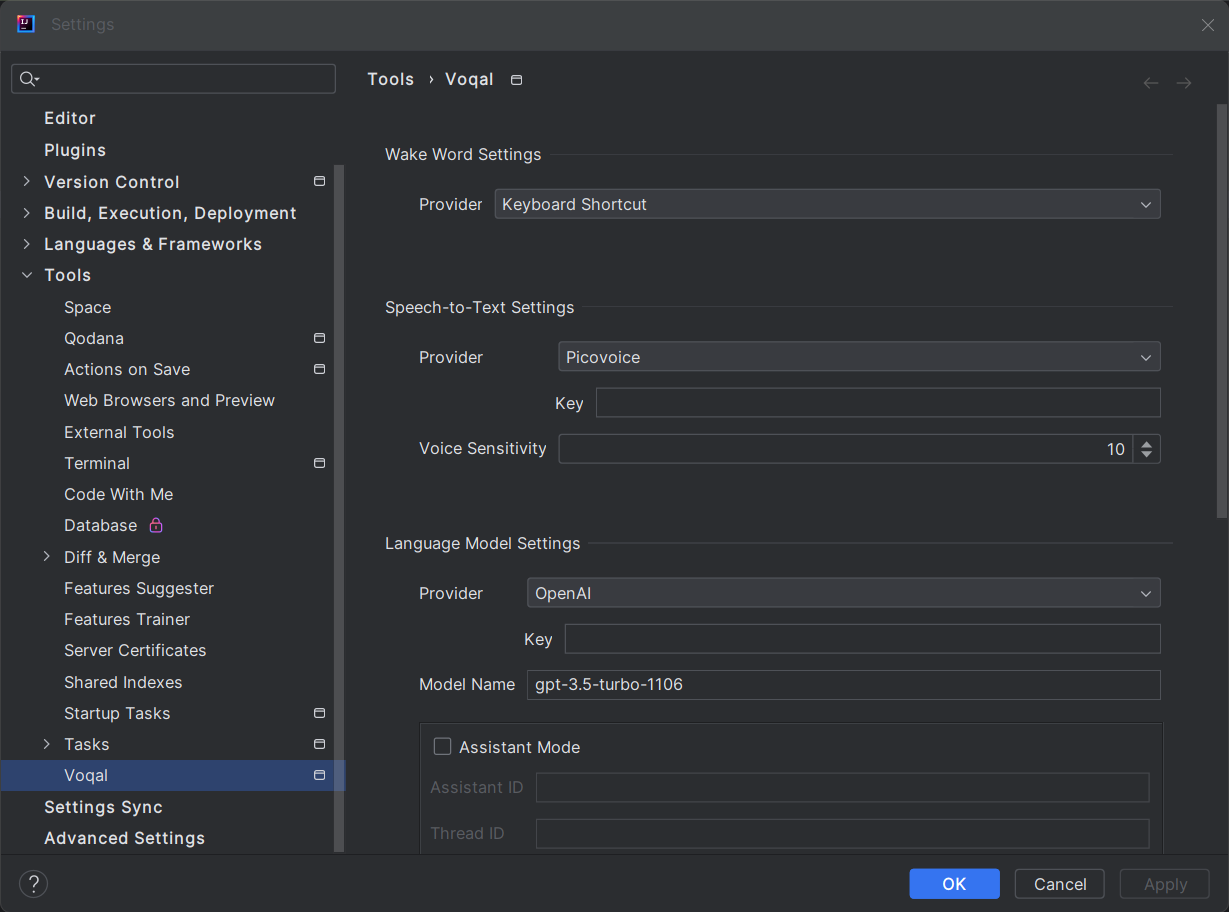 Settings
Tools › Voqal
Editor
Plugins
Version Control
Build, Execution, Deployment
Languages & Frameworks
Tools
Space
Qodana
Actions on Save
Web Browsers and Preview
External Tools
Terminal
Code With Me
Database
Diff & Merge
Features Suggester
Features Trainer
Server Certificates
Shared Indexes
Startup Tasks
Tasks
Voqal
Settings Sync
Advanced Settings
Wake Word Settings
Provider Keyboard Shortcut
Speech-to-Text Settings
Provider Picovoice
Key
Voice Sensitivity 10
Language Model Settings
Provider OpenAI
Key
Model Name gpt-3.5-turbo-1106
Assistant Mode
Assistant ID
Thread ID
? OK Cancel Apply